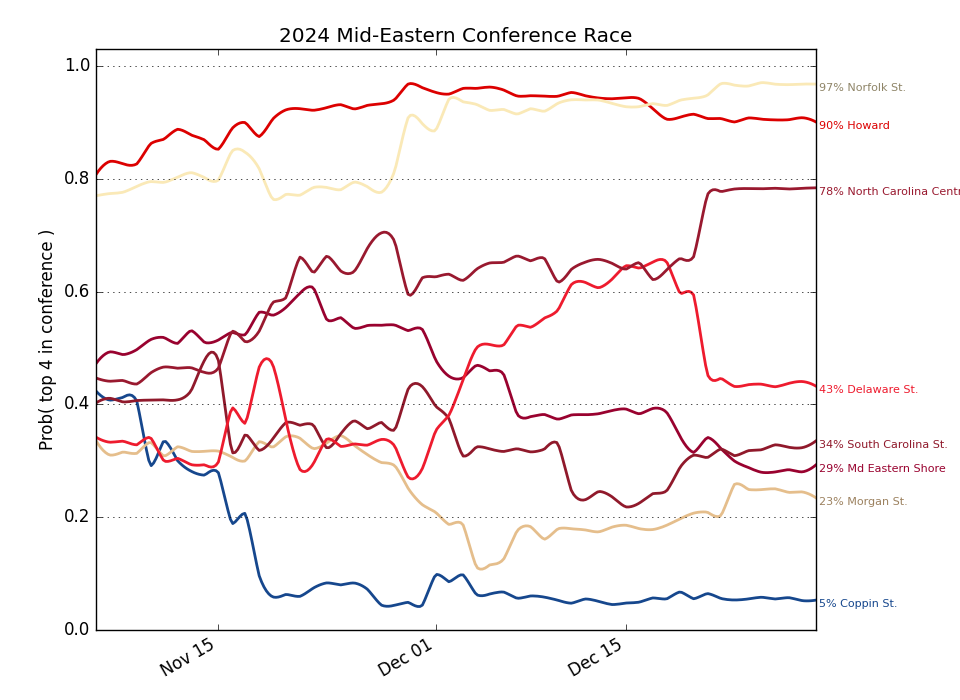 2024 Mid-Eastern Conference Race
1.0
0.8
0.6
0.4
0.2
0.0
Prob( top 4 in conference )
Nov 15
Dec 01
Dec 15
97% Norfolk St.
90% Howard
78% North Carolina Centr
43% Delaware St.
34% South Carolina St.
29% Md Eastern Shore
23% Morgan St.
5% Coppin St.